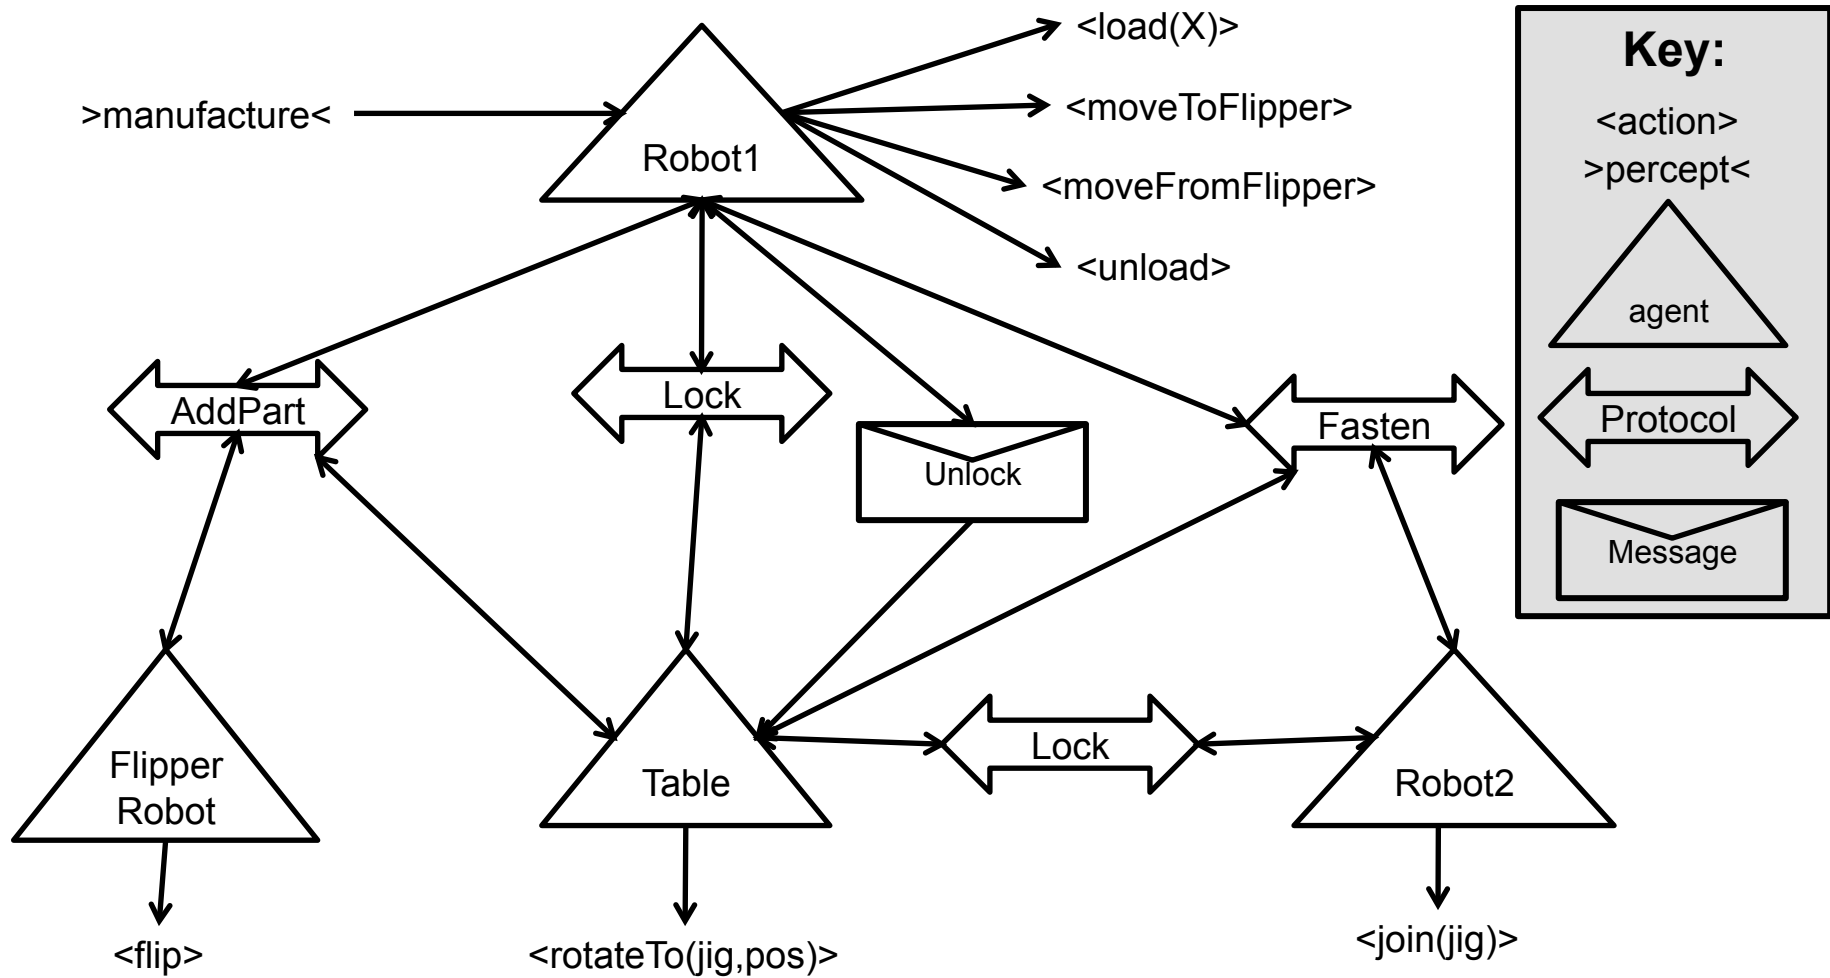 <load(X)>
Key:
>manufacture<
<moveToFlipper>
<action>
Robot1
>percept<
<moveFromFlipper>
<unload>
agent
AddPart
Lock
Fasten
Protocol
Unlock
Message
Flipper
Robot
Table
Lock
Robot2
<flip>
<rotateTo(jig,pos)>
<join(jig)>